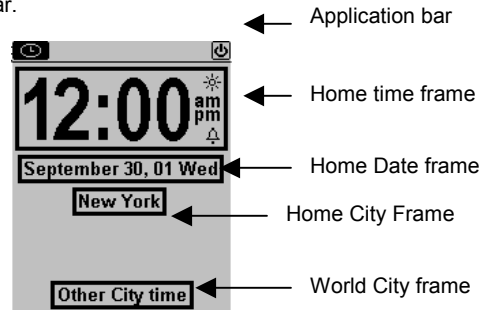 ar.
Application bar
12:00 am pm
Home time frame
September 30, 01 Wed
Home Date frame
New York
Home City Frame
Other City time
World City frame